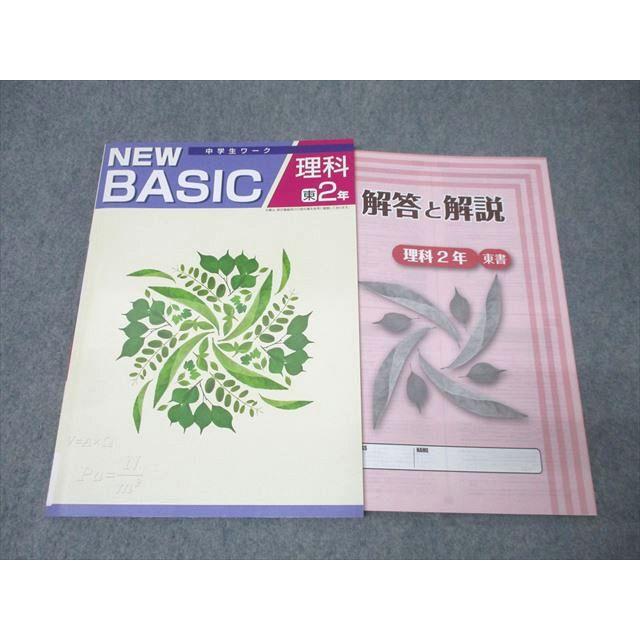 中学生ワーク
NEW
BASIC
理科
東2年
V=A×Ω
Pa=N/m²
解答と解説
理科2年 東書
NAME